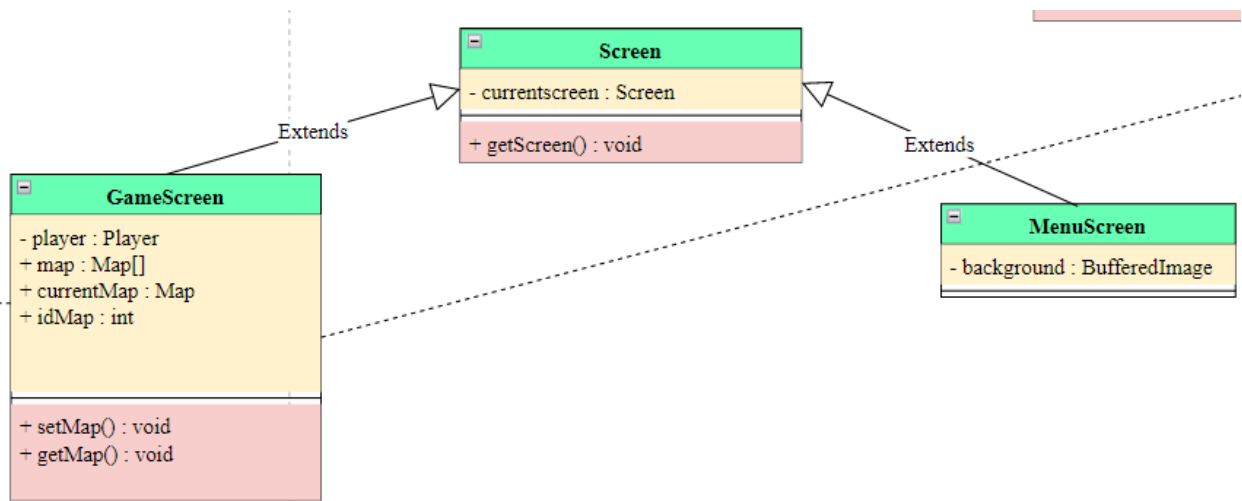 Screen
- currentscreen : Screen
+ getScreen() : void
Extends
Extends
GameScreen
- player : Player
+ map : Map[]
+ currentMap : Map
+ idMap : int
+ setMap() : void
+ getMap() : void
MenuScreen
- background : BufferedImage